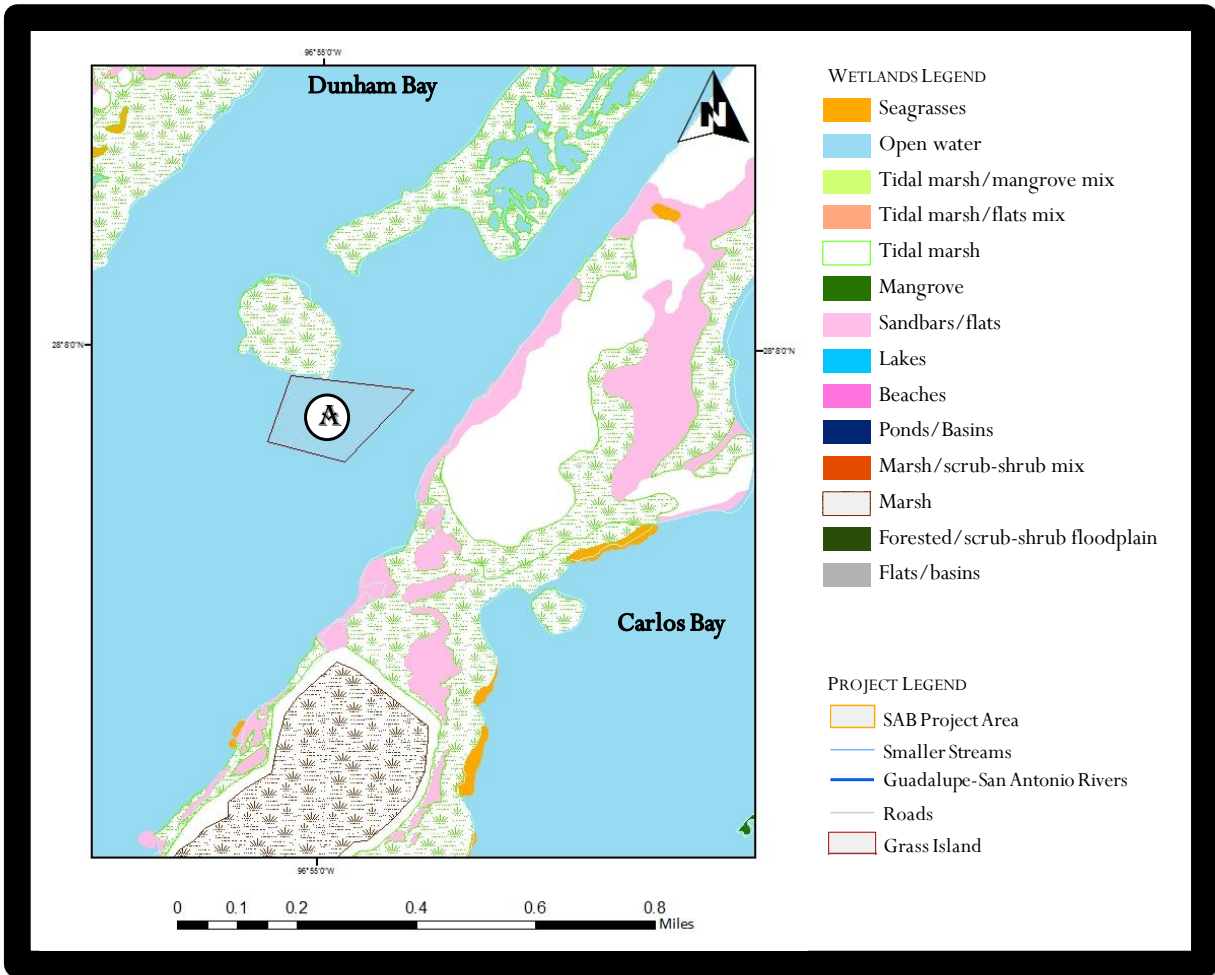 96°55'0"W
Dunham Bay
N
28°8'0"N
28°8'0"N
A
Carlos Bay
96°55'0"W
0 0.1 0.2 0.4 0.6 0.8
Miles
WETLANDS LEGEND
Seagrasses
Open water
Tidal marsh/mangrove mix
Tidal marsh/flats mix
Tidal marsh
Mangrove
Sandbars/flats
Lakes
Beaches
Ponds/Basins
Marsh/scrub-shrub mix
Marsh
Forested/scrub-shrub floodplain
Flats/basins
PROJECT LEGEND
SAB Project Area
Smaller Streams
Guadalupe-San Antonio Rivers
Roads
Grass Island